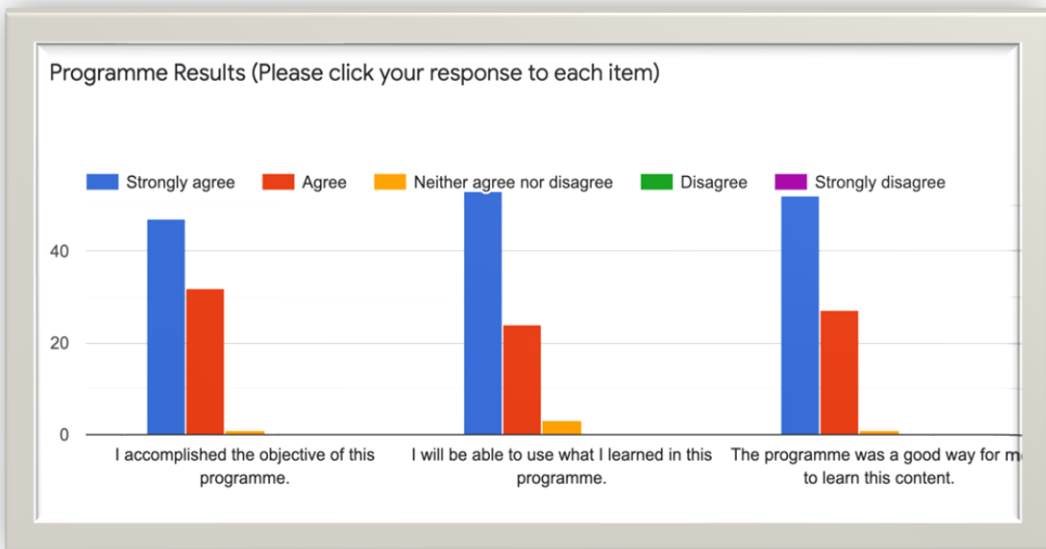 Programme Results (Please click your response to each item)
Strongly agree Agree Neither agree nor disagree Disagree Strongly disagree
40
20
0
I accomplished the objective of this programme.
I will be able to use what I learned in this programme.
The programme was a good way for m
to learn this content.